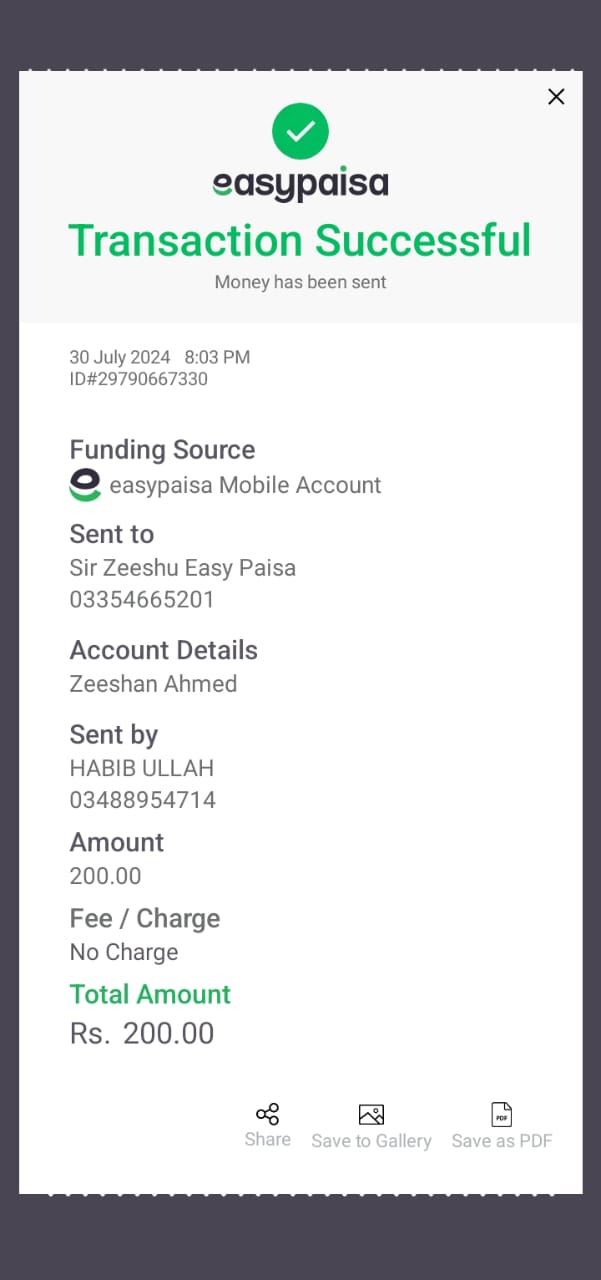 easypaisa
Transaction Successful
Money has been sent
30 July 2024 8:03 PM
ID#29790667330
Funding Source
easypaisa Mobile Account
Sent to
Sir Zeeshu Easy Paisa
03354665201
Account Details
Zeeshan Ahmed
Sent by
HABIB ULLAH
03488954714
Amount
200.00
Fee / Charge
No Charge
Total Amount
Rs. 200.00
PDF
Share Save to Gallery Save as PDF